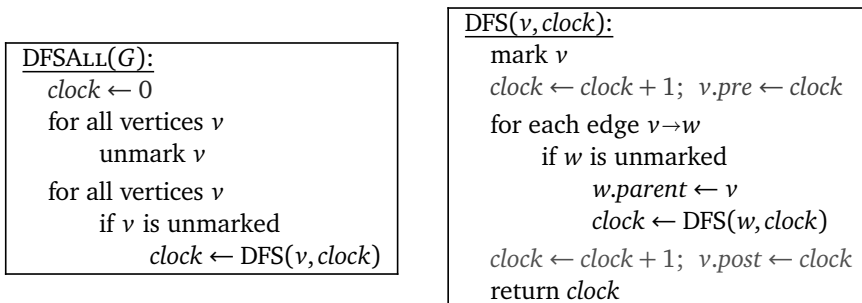 DFSALL(G):
clock ← 0
for all vertices v
unmark v
for all vertices v
if v is unmarked
clock ← DFS(v, clock)
DFS(v, clock):
mark v
clock ← clock + 1; v.pre ← clock
for each edge v→w
if w is unmarked
w.parent ← v
clock ← DFS(w, clock)
clock ← clock + 1; v.post ← clock
return clock